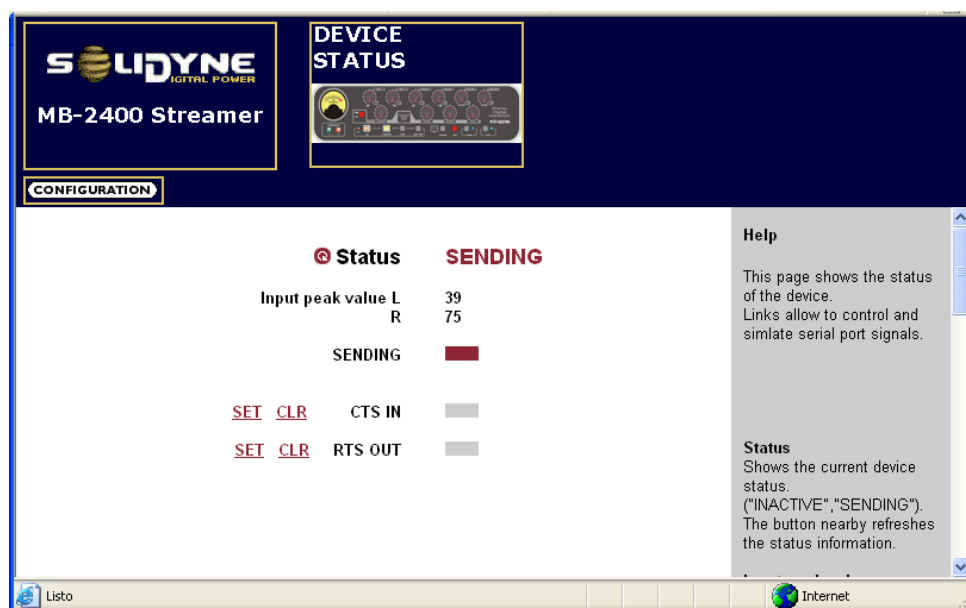 SOLIDYNE
DIGITAL POWER
MB-2400 Streamer
DEVICE
STATUS
CONFIGURATION
Status SENDING
Input peak value L 39
R 75
SENDING
SET CLR CTS IN
SET CLR RTS OUT
Help
This page shows the status
of the device.
Links allow to control and
simlate serial port signals.
Status
Shows the current device
status.
("INACTIVE","SENDING").
The button nearby refreshes
the status information.
Listo
Internet